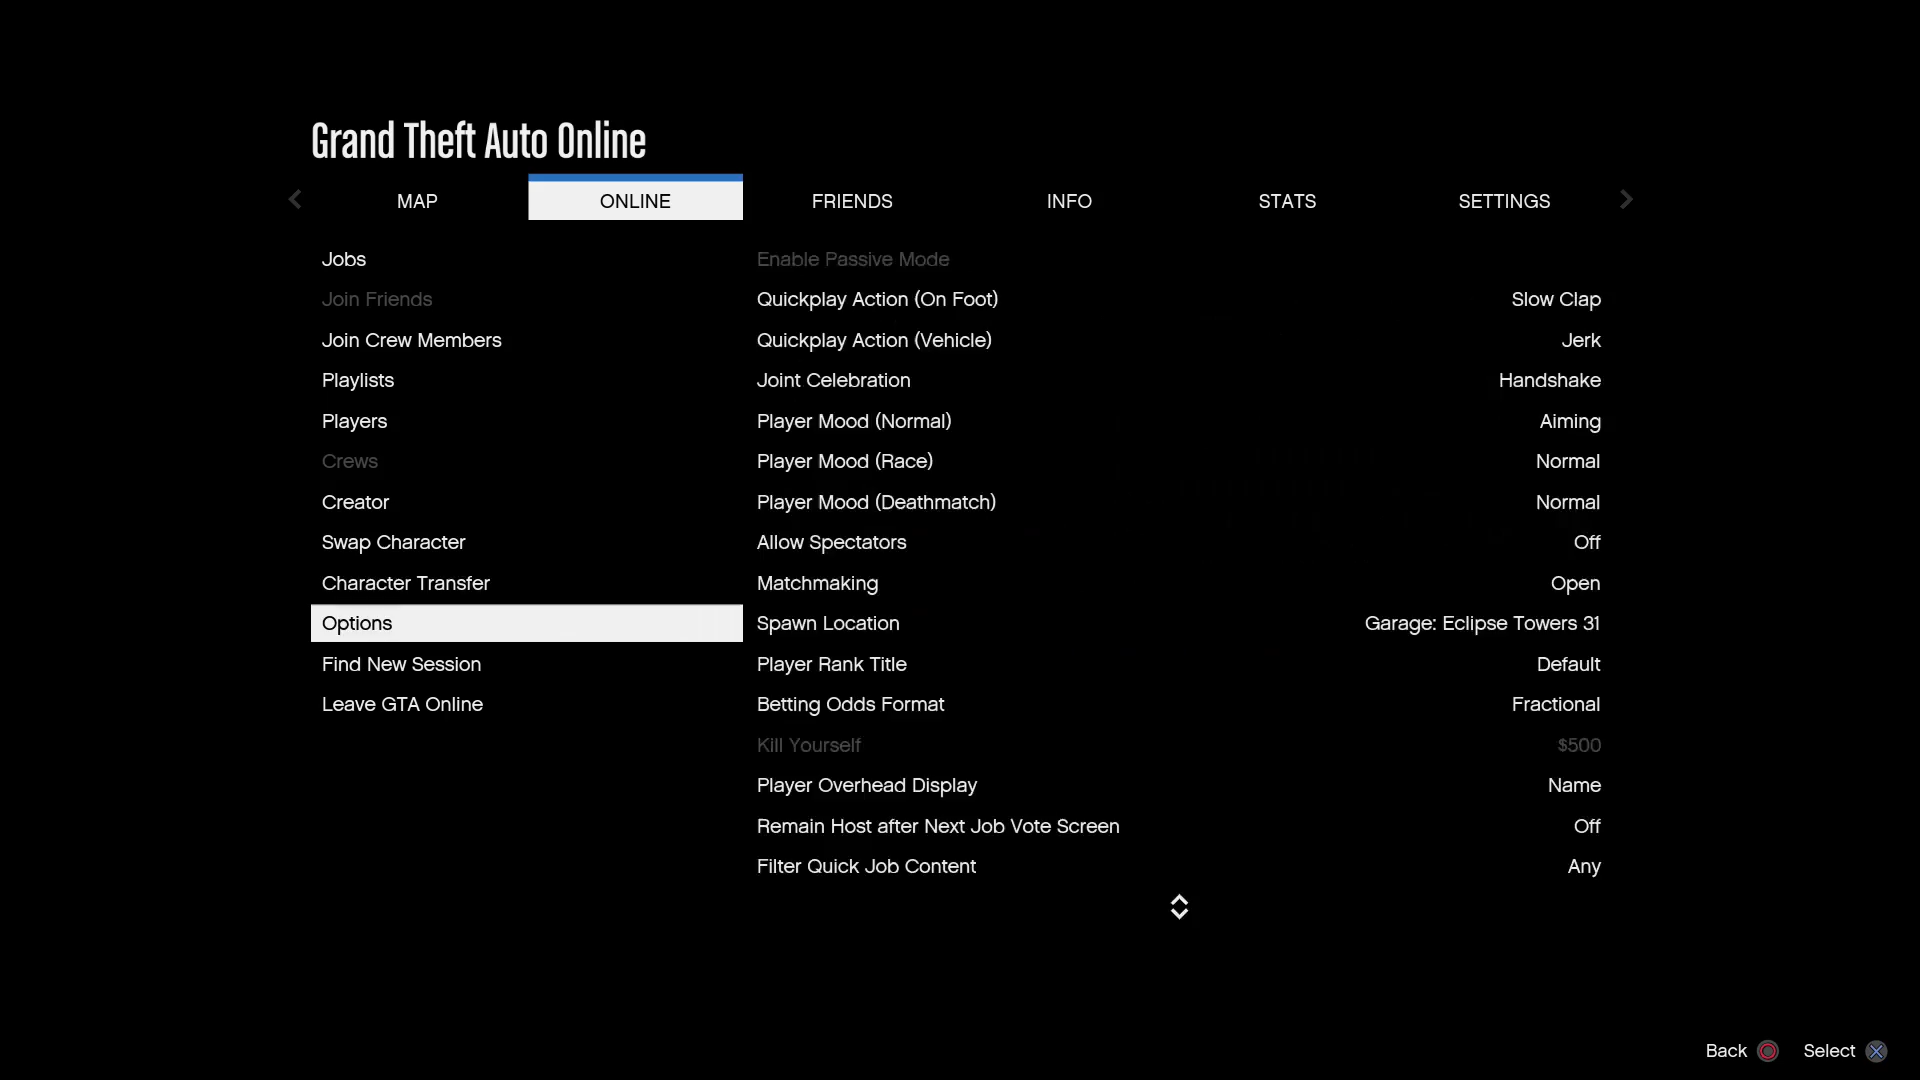 Grand Theft Auto Online
MAP ONLINE FRIENDS INFO STATS SETTINGS
Jobs
Join Friends
Join Crew Members
Playlists
Players
Crews
Creator
Swap Character
Character Transfer
Options
Find New Session
Leave GTA Online
Enable Passive Mode
Quickplay Action (On Foot) Slow Clap
Quickplay Action (Vehicle) Jerk
Joint Celebration Handshake
Player Mood (Normal) Aiming
Player Mood (Race) Normal
Player Mood (Deathmatch) Normal
Allow Spectators Off
Matchmaking Open
Spawn Location Garage: Eclipse Towers 31
Player Rank Title Default
Betting Odds Format Fractional
Kill Yourself $500
Player Overhead Display Name
Remain Host after Next Job Vote Screen Off
Filter Quick Job Content Any
Back Select